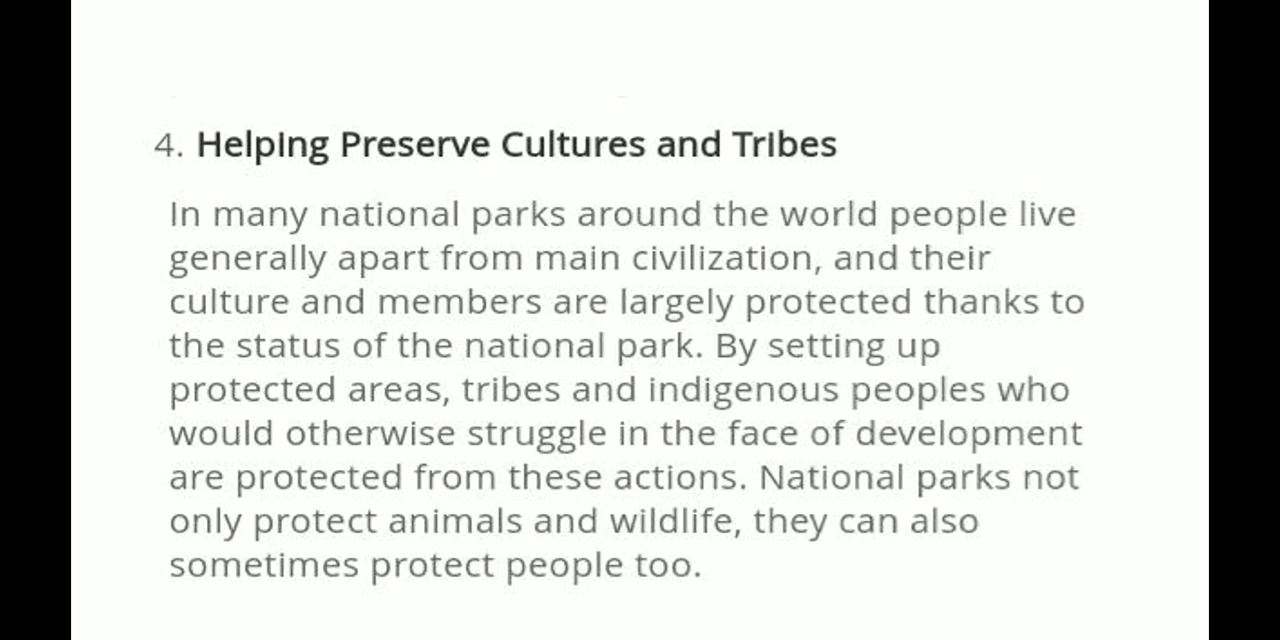 4. Helping Preserve Cultures and Tribes
In many national parks around the world people live
generally apart from main civilization, and their
culture and members are largely protected thanks to
the status of the national park. By setting up
protected areas, tribes and indigenous peoples who
would otherwise struggle in the face of development
are protected from these actions. National parks not
only protect animals and wildlife, they can also
sometimes protect people too.